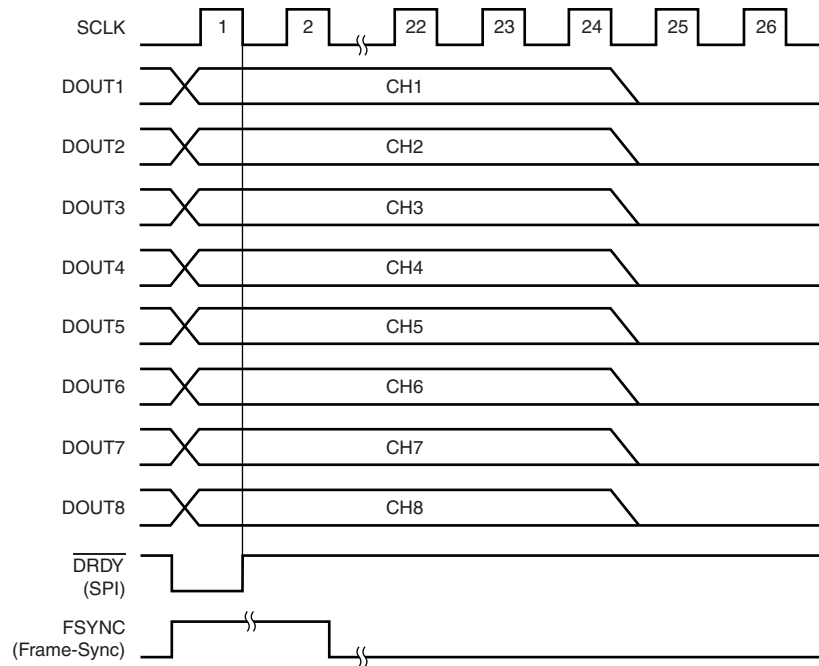 SCLK 1 2 22 23 24 25 26
DOUT1 CH1
DOUT2 CH2
DOUT3 CH3
DOUT4 CH4
DOUT5 CH5
DOUT6 CH6
DOUT7 CH7
DOUT8 CH8
DRDY
(SPI)
FSYNC
(Frame-Sync)